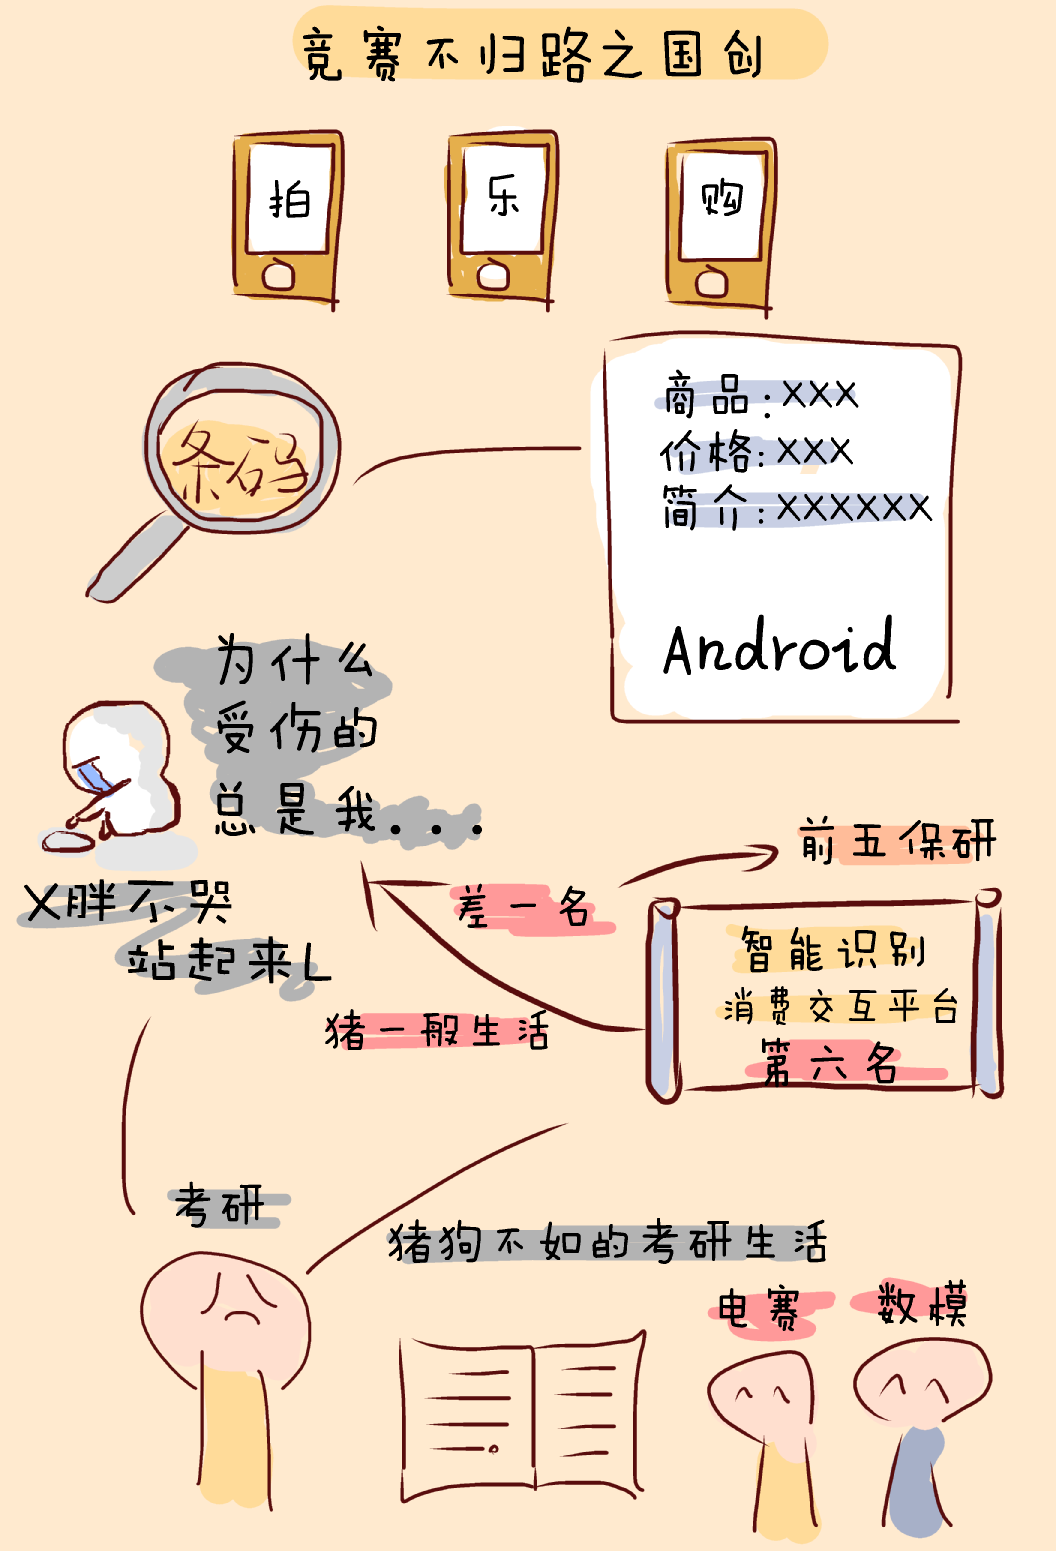 竞赛不归路之国创
拍
乐
购
条码
商品:XXX
价格:XXX
简介:XXXXXX
Android
为什么
受伤的
总是我...
X胖不哭
站起来L
差一名
前五保研
智能识别
消费交互平台
第六名
猪一般生活
考研
猪狗不如的考研生活
电赛
数模